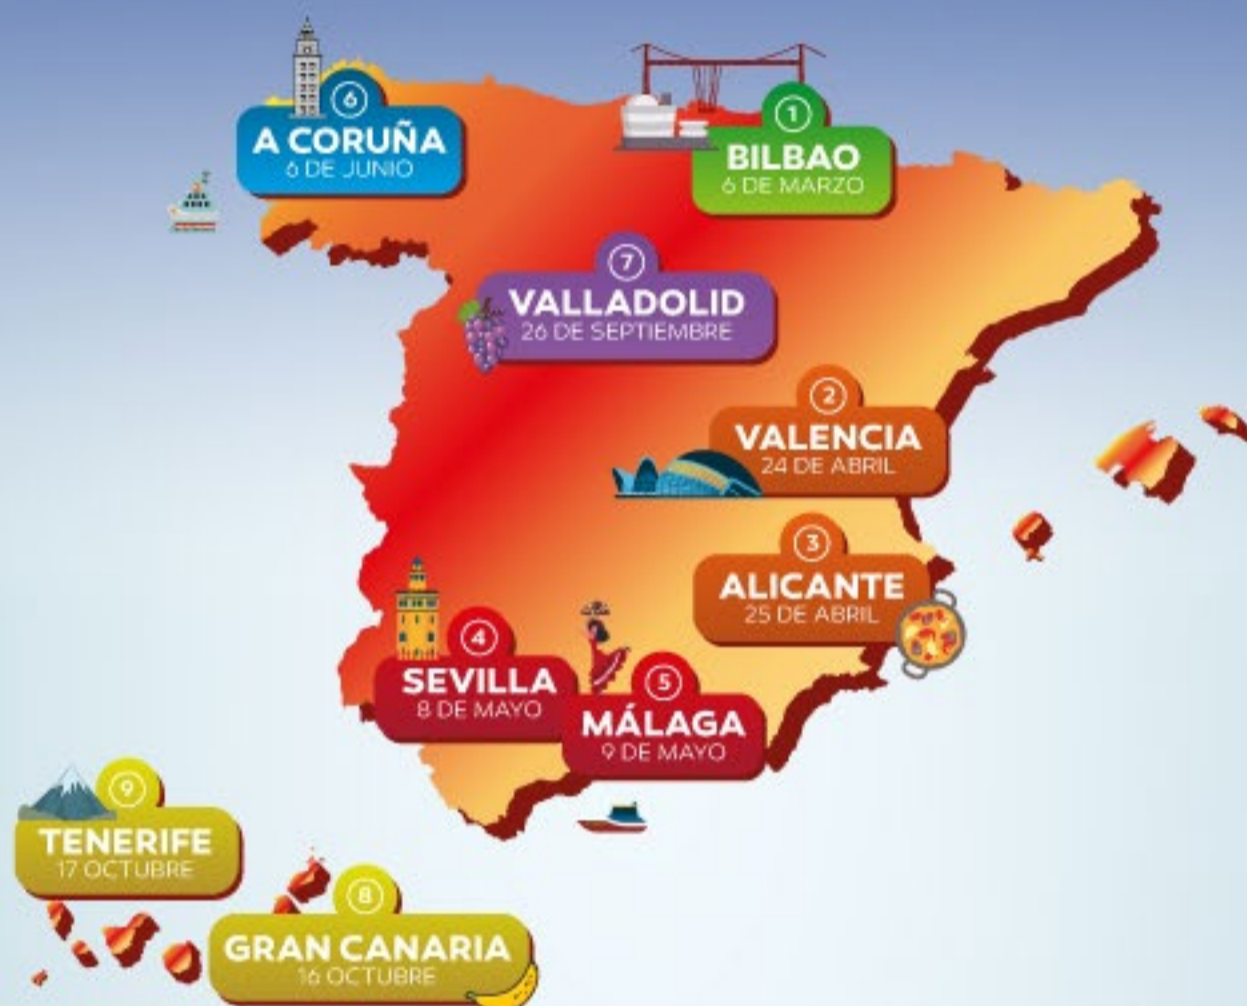 6
A CORUÑA
6 DE JUNIO
1
BILBAO
6 DE MARZO
7
VALLADOLID
26 DE SEPTIEMBRE
2
VALENCIA
24 DE ABRIL
3
ALICANTE
25 DE ABRIL
4
SEVILLA
8 DE MAYO
5
MÁLAGA
9 DE MAYO
9
TENERIFE
17 OCTUBRE
8
GRAN CANARIA
16 OCTUBRE